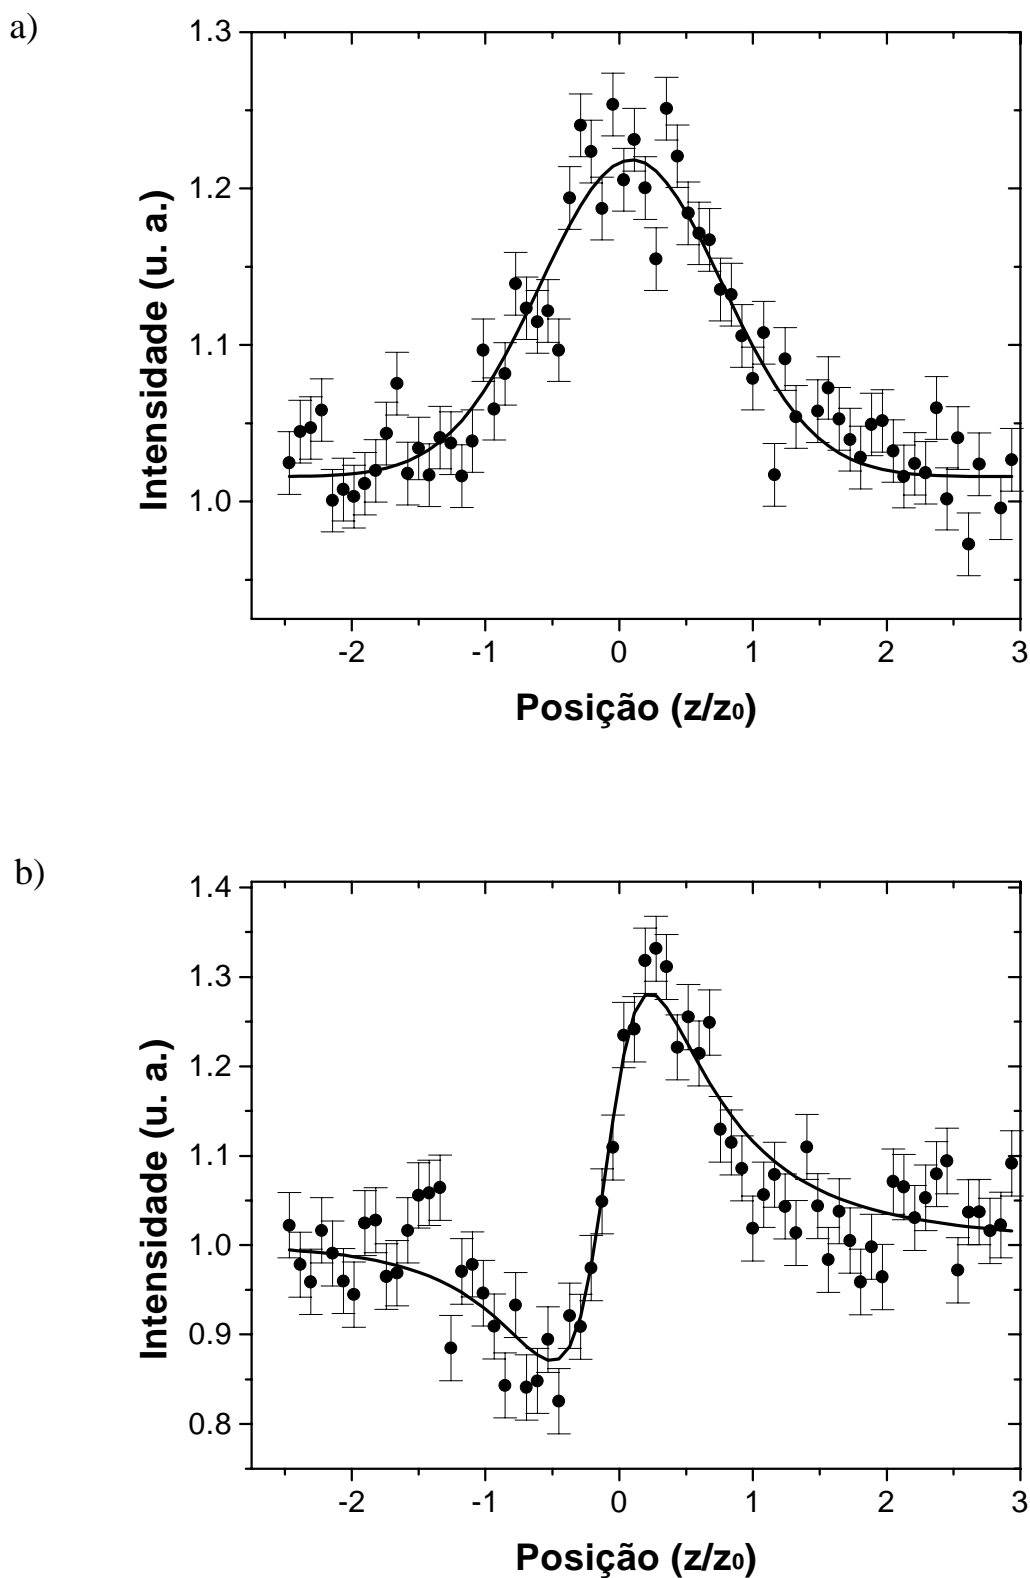 a)
1.3
1.2
1.1
1.0
Intensidade (u. a.)
-2 -1 0 1 2 3
Posição (z/z0)
b)
1.4
1.3
1.2
1.1
1.0
0.9
0.8
Intensidade (u. a.)
-2 -1 0 1 2 3
Posição (z/z0)